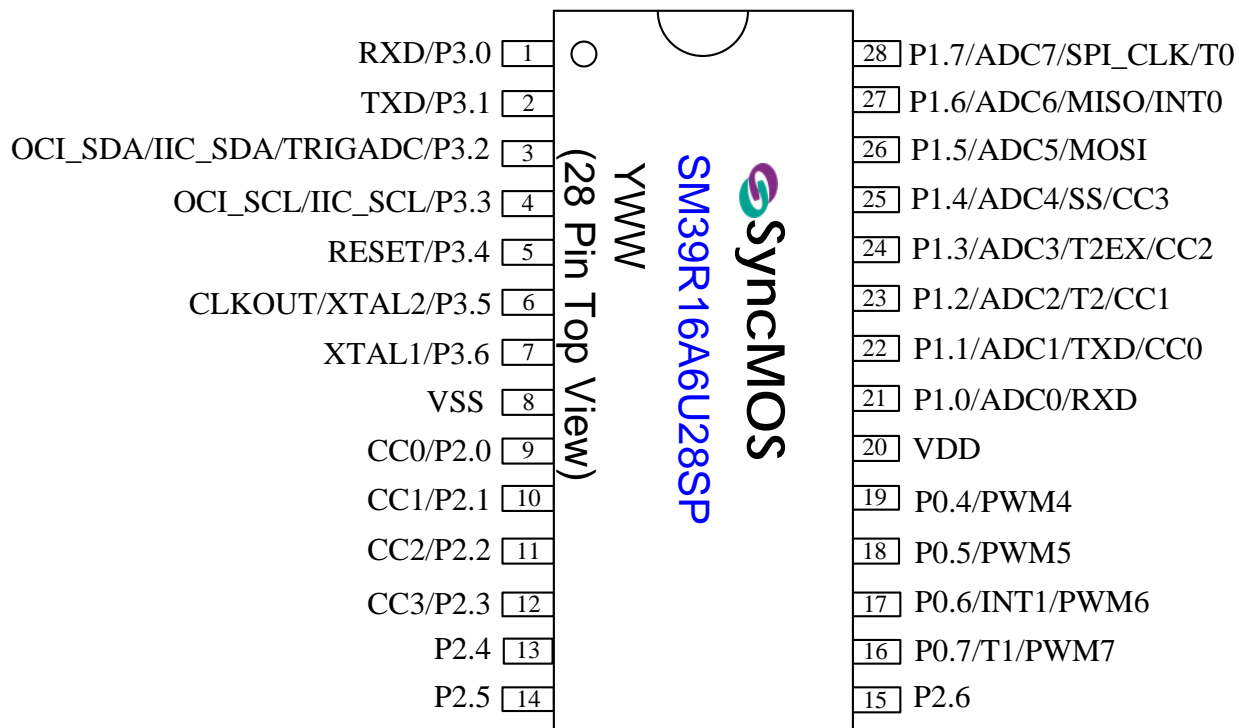 RXD/P3.0 1
TXD/P3.1 2
OCI_SDA/IIC_SDA/TRIGADC/P3.2 3
OCI_SCL/IIC_SCL/P3.3 4
RESET/P3.4 5
CLKOUT/XTAL2/P3.5 6
XTAL1/P3.6 7
VSS 8
CC0/P2.0 9
CC1/P2.1 10
CC2/P2.2 11
CC3/P2.3 12
P2.4 13
P2.5 14
SyncMOS
SM39R16A6U28SP
YWW
(28 Pin Top View)
28 P1.7/ADC7/SPI_CLK/T0
27 P1.6/ADC6/MISO/INT0
26 P1.5/ADC5/MOSI
25 P1.4/ADC4/SS/CC3
24 P1.3/ADC3/T2EX/CC2
23 P1.2/ADC2/T2/CC1
22 P1.1/ADC1/TXD/CC0
21 P1.0/ADC0/RXD
20 VDD
19 P0.4/PWM4
18 P0.5/PWM5
17 P0.6/INT1/PWM6
16 P0.7/T1/PWM7
15 P2.6